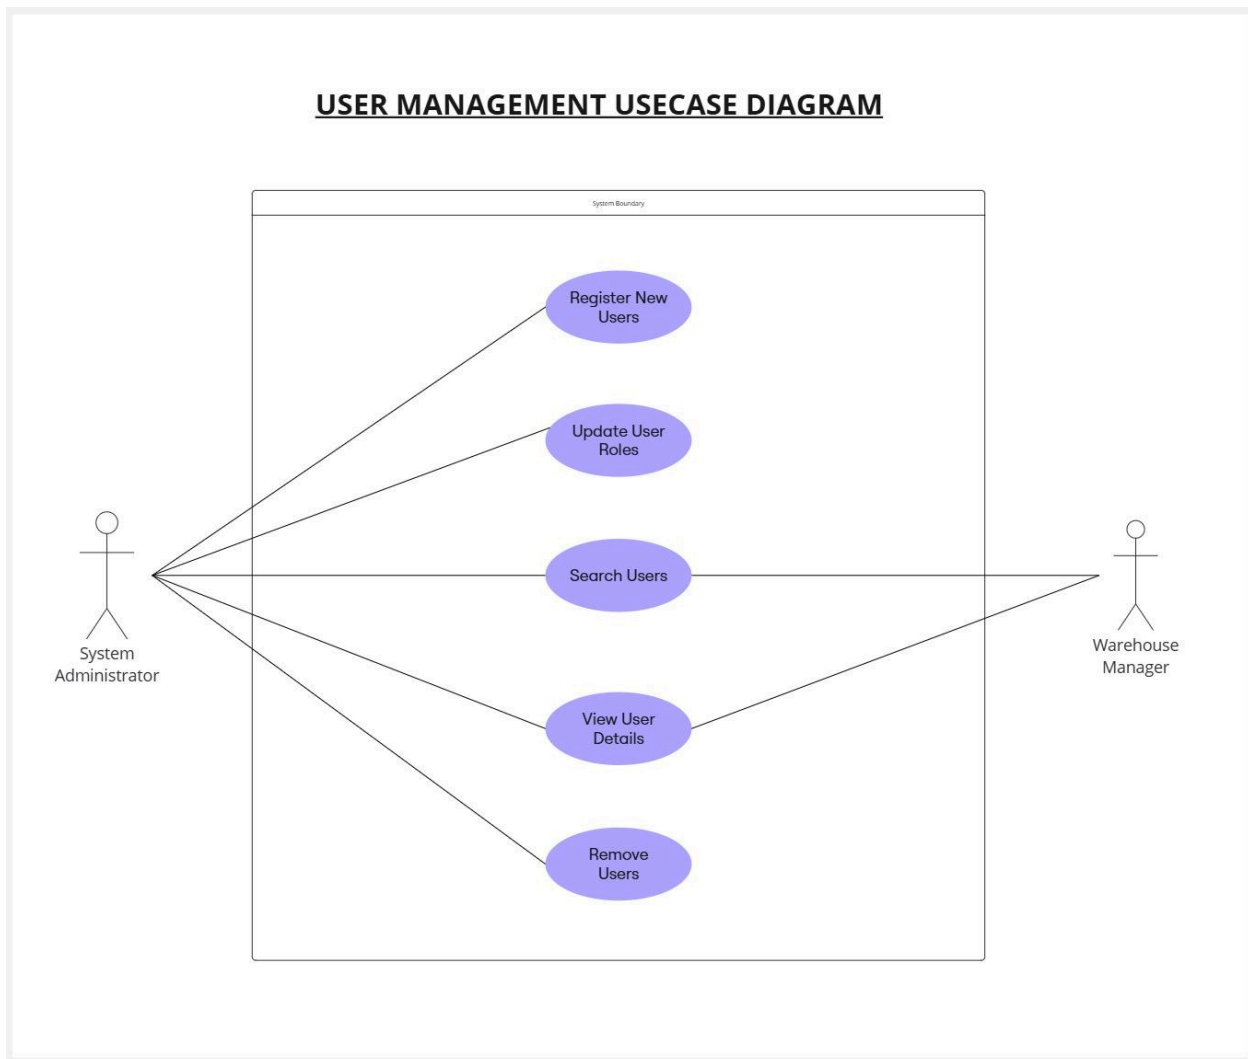 USER MANAGEMENT USECASE DIAGRAM
System Boundary
Register New
Users
Update User
Roles
Search Users
System
Administrator
Warehouse
Manager
View User
Details
Remove
Users